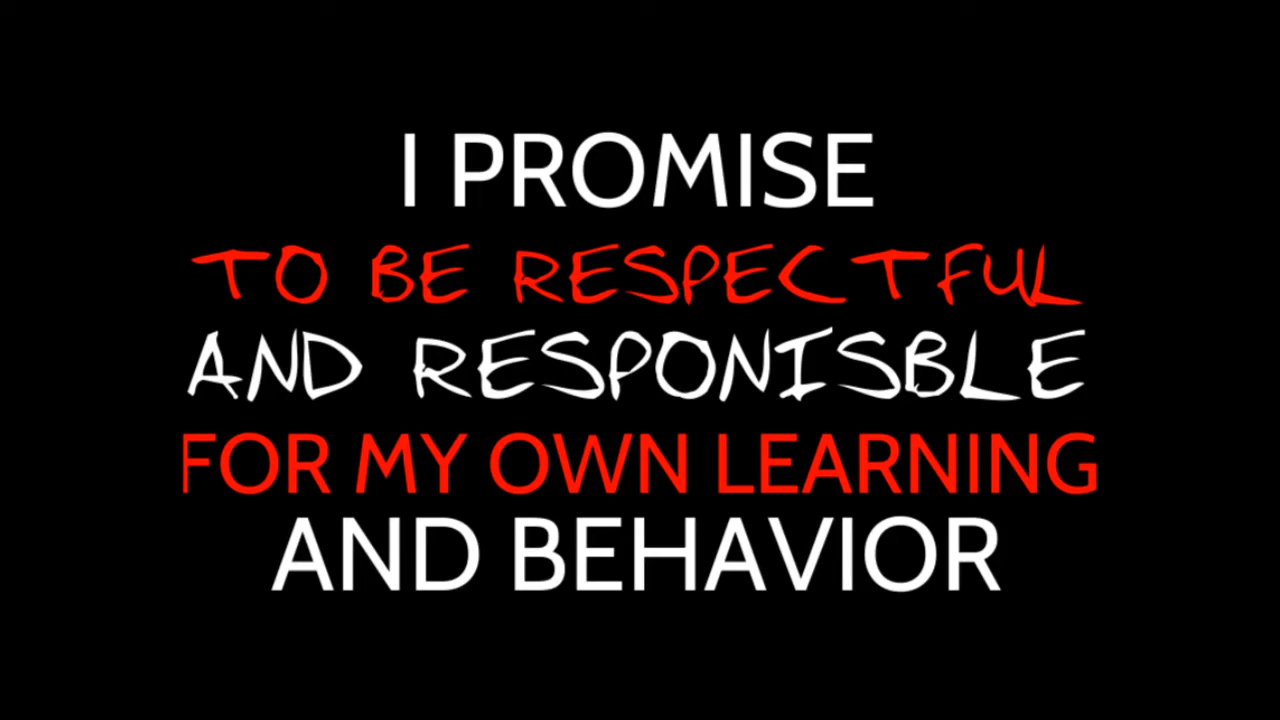 I PROMISE
TO BE RESPECTFUL
AND RESPONISBLE
FOR MY OWN LEARNING
AND BEHAVIOR